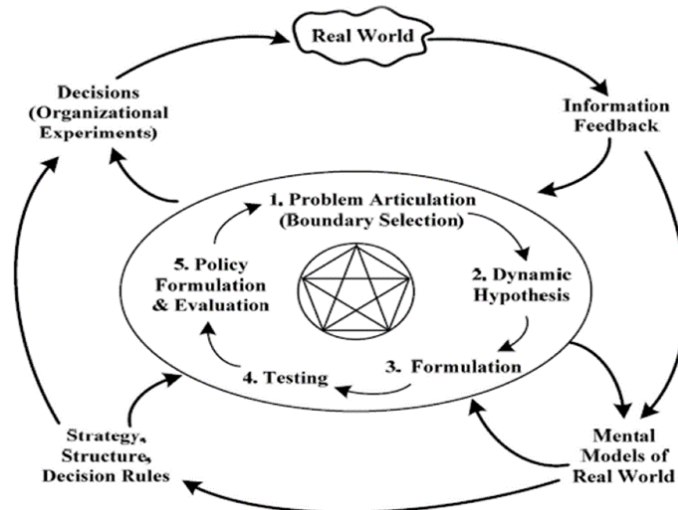 Real World
Decisions
(Organizational
Experiments)
Information
Feedback
1. Problem Articulation
(Boundary Selection)
2. Dynamic
Hypothesis
3. Formulation
4. Testing
5. Policy
Formulation
& Evaluation
Strategy,
Structure,
Decision Rules
Mental
Models of
Real World